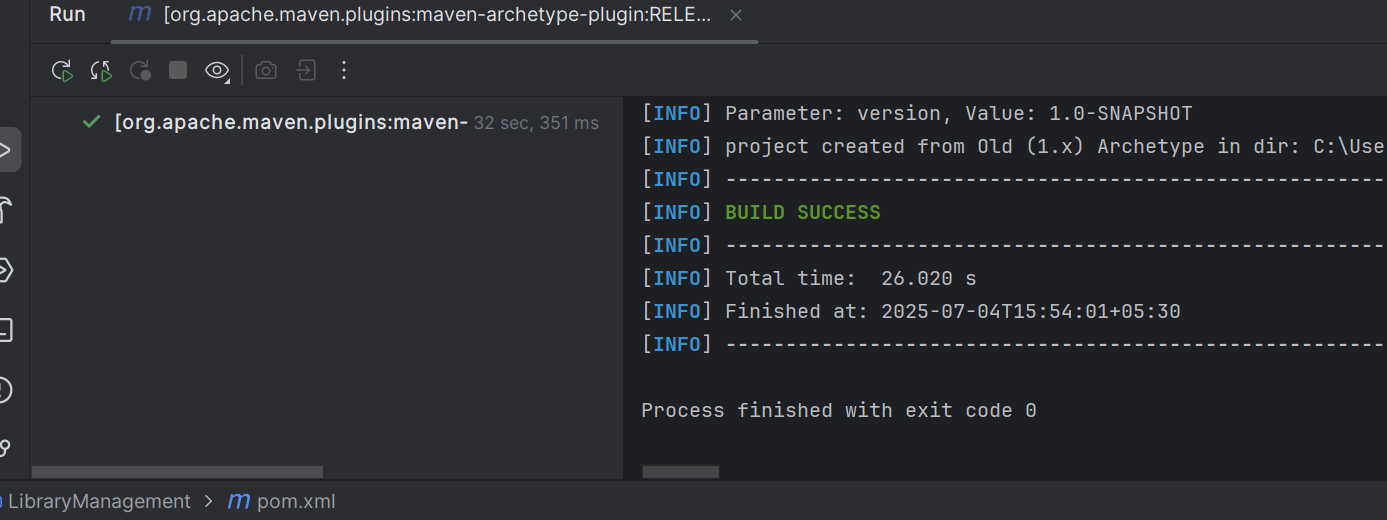 Run
[org.apache.maven.plugins:maven-archetype-plugin:RELE...
[org.apache.maven.plugins:maven- 32 sec, 351 ms
[INFO] Parameter: version, Value: 1.0-SNAPSHOT
[INFO] project created from Old (1.x) Archetype in dir: C:\Use
[INFO] -------------------------------------------------------
[INFO] BUILD SUCCESS
[INFO] -------------------------------------------------------
[INFO] Total time:  26.020 s
[INFO] Finished at: 2025-07-04T15:54:01+05:30
[INFO] -------------------------------------------------------
Process finished with exit code 0
LibraryManagement > m pom.xml